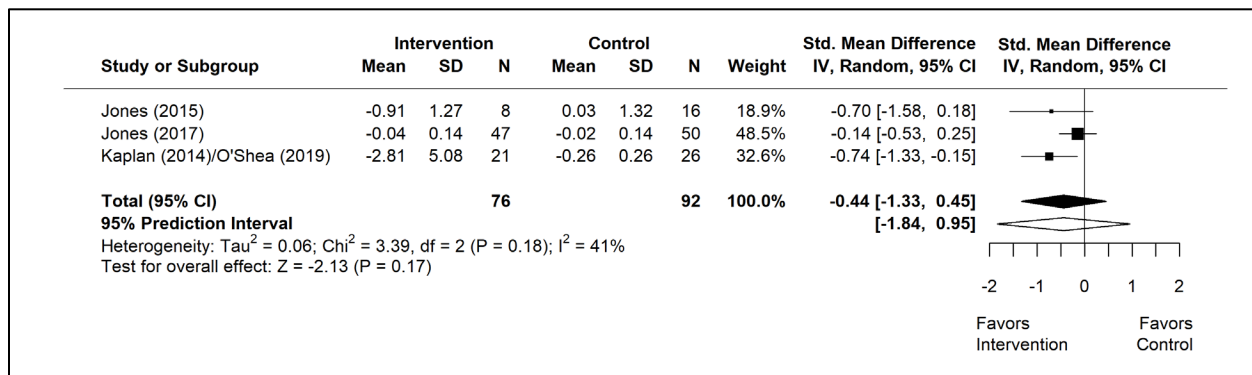 Intervention Control Std. Mean Difference Std. Mean Difference
Study or Subgroup Mean SD N Mean SD N Weight IV, Random, 95% CI IV, Random, 95% CI
Jones (2015) -0.91 1.27 8 0.03 1.32 16 18.9% -0.70 [-1.58, 0.18]
Jones (2017) -0.04 0.14 47 -0.02 0.14 50 48.5% -0.14 [-0.53, 0.25]
Kaplan (2014)/O'Shea (2019) -2.81 5.08 21 -0.26 0.26 26 32.6% -0.74 [-1.33, -0.15]
Total (95% CI) 76 92 100.0% -0.44 [-1.33, 0.45]
95% Prediction Interval [-1.84, 0.95]
Heterogeneity: Tau² = 0.06; Chi² = 3.39, df = 2 (P = 0.18); I² = 41%
Test for overall effect: Z = -2.13 (P = 0.17)
-2 -1 0 1 2
Favors Favors
Intervention Control